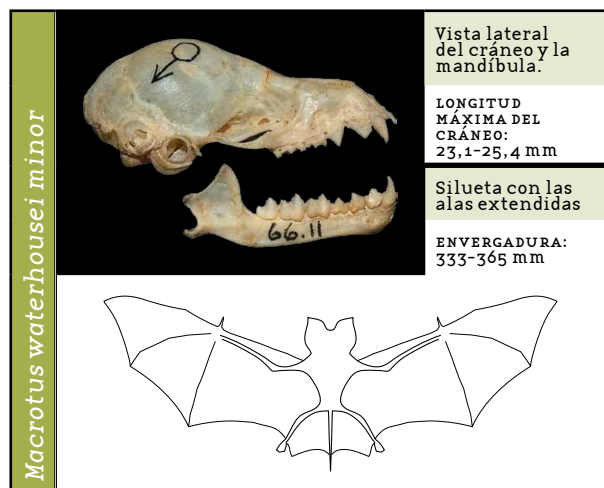 Macrotus waterhousei minor
Vista lateral
del cráneo y la
mandíbula.
LONGITUD
MÁXIMA DEL
CRÁNEO:
23,1-25,4 mm
66.11
Silueta con las
alas extendidas
ENVERGADURA:
333-365 mm